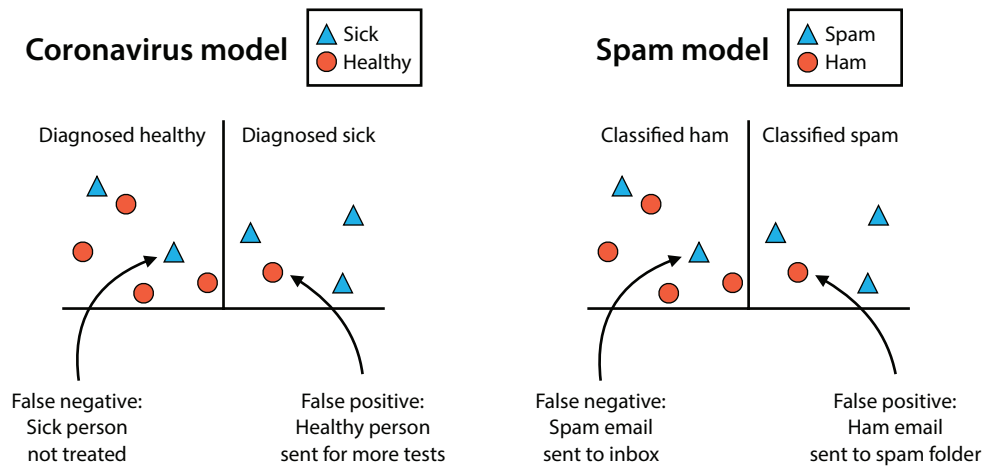 Coronavirus model
Sick
Healthy
Diagnosed healthy
Diagnosed sick
False negative:
Sick person
not treated
False positive:
Healthy person
sent for more tests
Spam model
Spam
Ham
Classified ham
Classified spam
False negative:
Spam email
sent to inbox
False positive:
Ham email
sent to spam folder